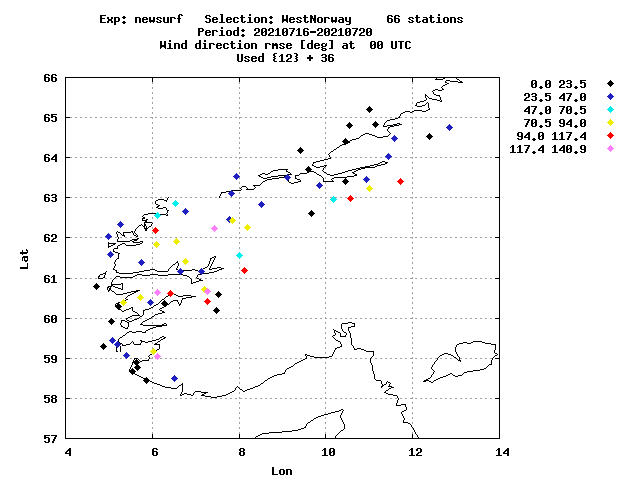 Exp: newsurf   Selection: WestNorway     66 stations
Period: 20210716-20210720
Wind direction rmse [deg] at  00 UTC
Used {12} + 36
66
65
64
63
62
61
60
59
58
57
4 6 8 10 12 14
Lat
Lon
0.0 23.5
23.5 47.0
47.0 70.5
70.5 94.0
94.0 117.4
117.4 140.9